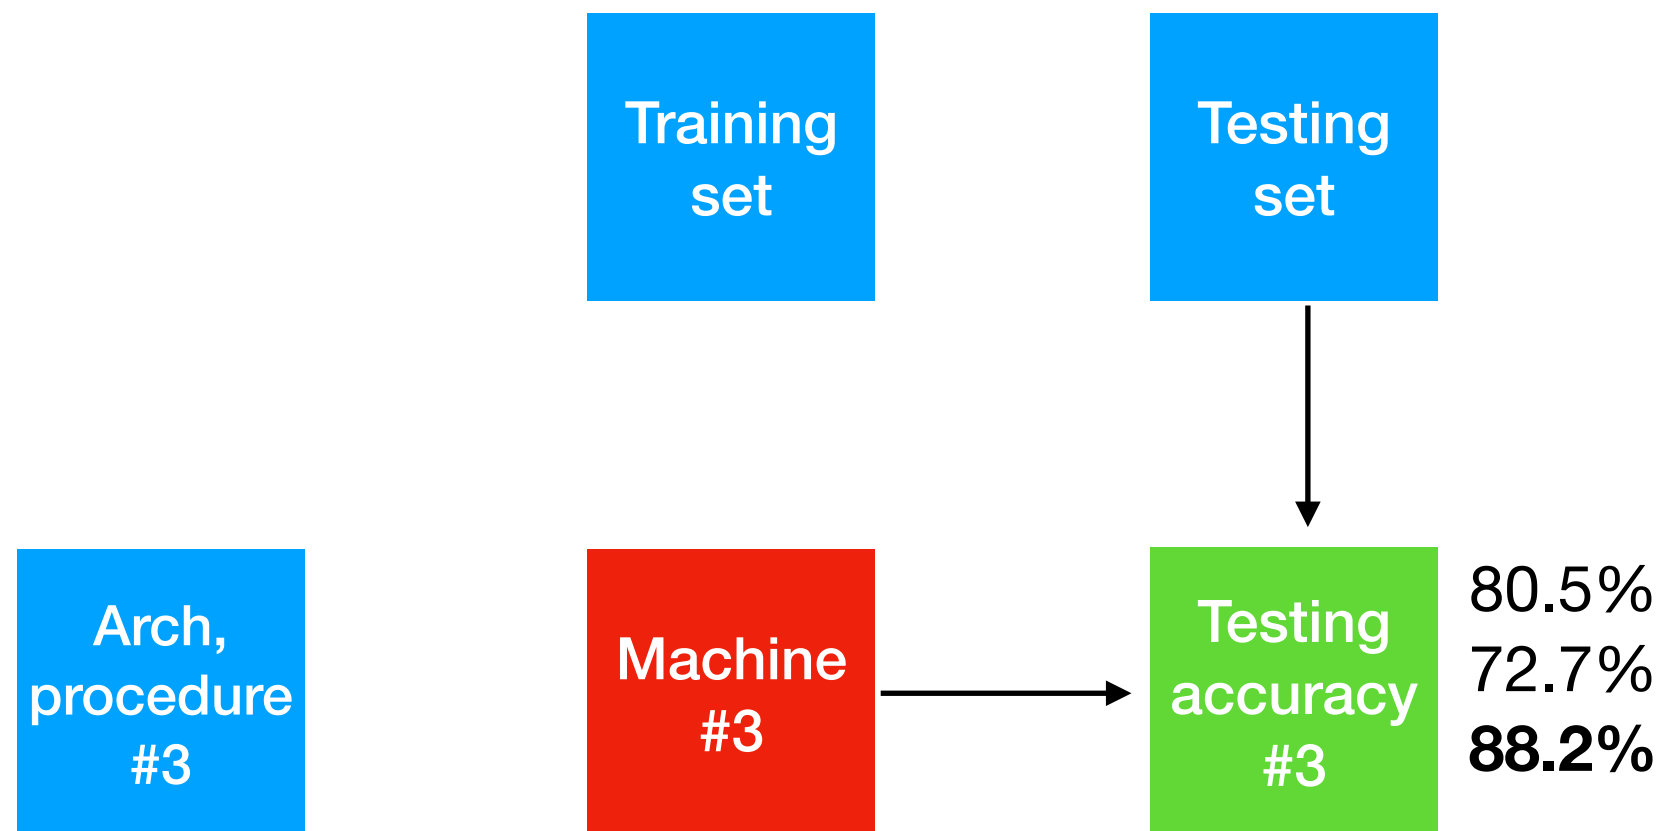 Training
set
Testing
set
Arch,
procedure
#3
Machine
#3
Testing
accuracy
#3
80.5%
72.7%
88.2%